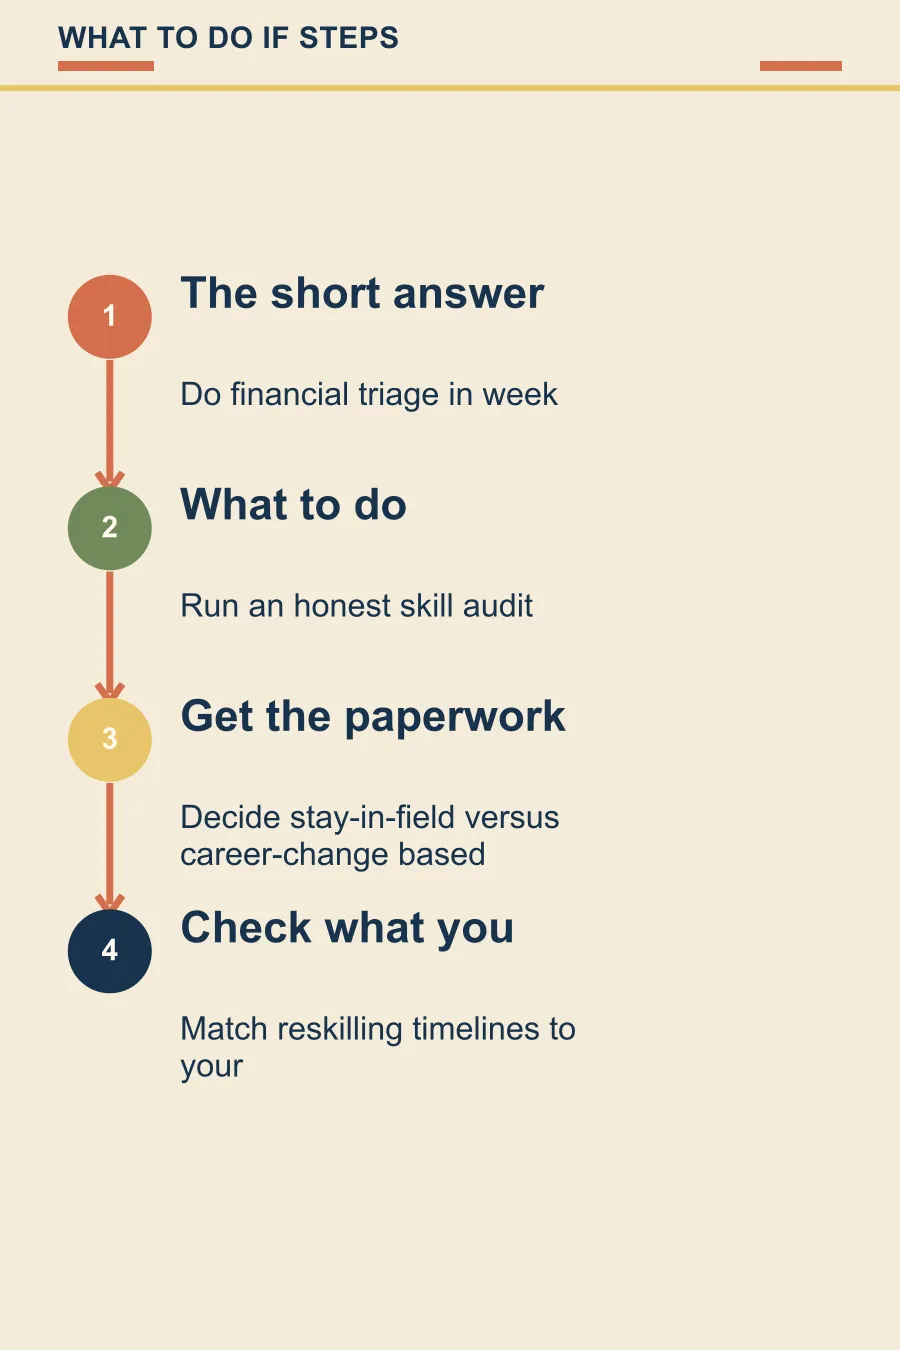 WHAT TO DO IF STEPS
1
The short answer
Do financial triage in week
2
What to do
Run an honest skill audit
3
Get the paperwork
Decide stay-in-field versus
career-change based
4
Check what you
Match reskilling timelines to
your